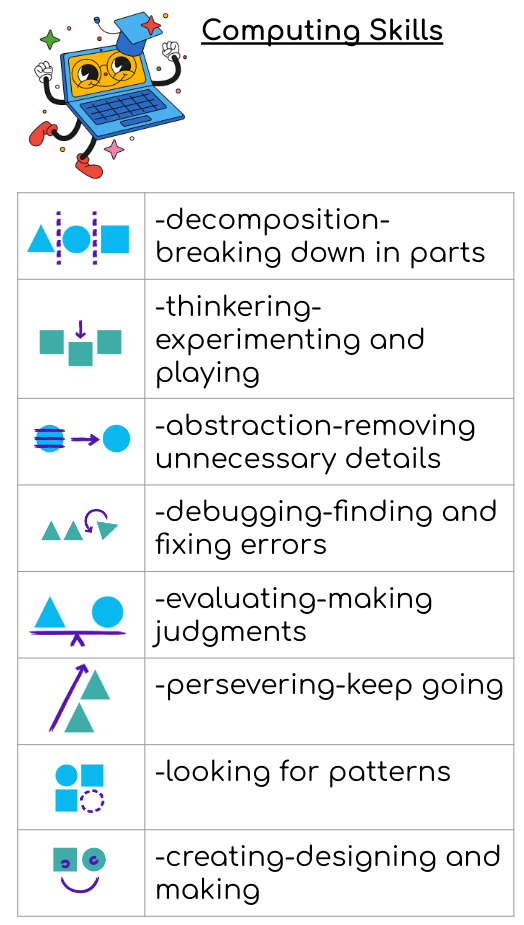 Computing Skills
-decomposition-
breaking down in parts
-thinkering-
experimenting and
playing
-abstraction-removing
unnecessary details
-debugging-finding and
fixing errors
-evaluating-making
judgments
-persevering-keep going
-looking for patterns
-creating-designing and
making